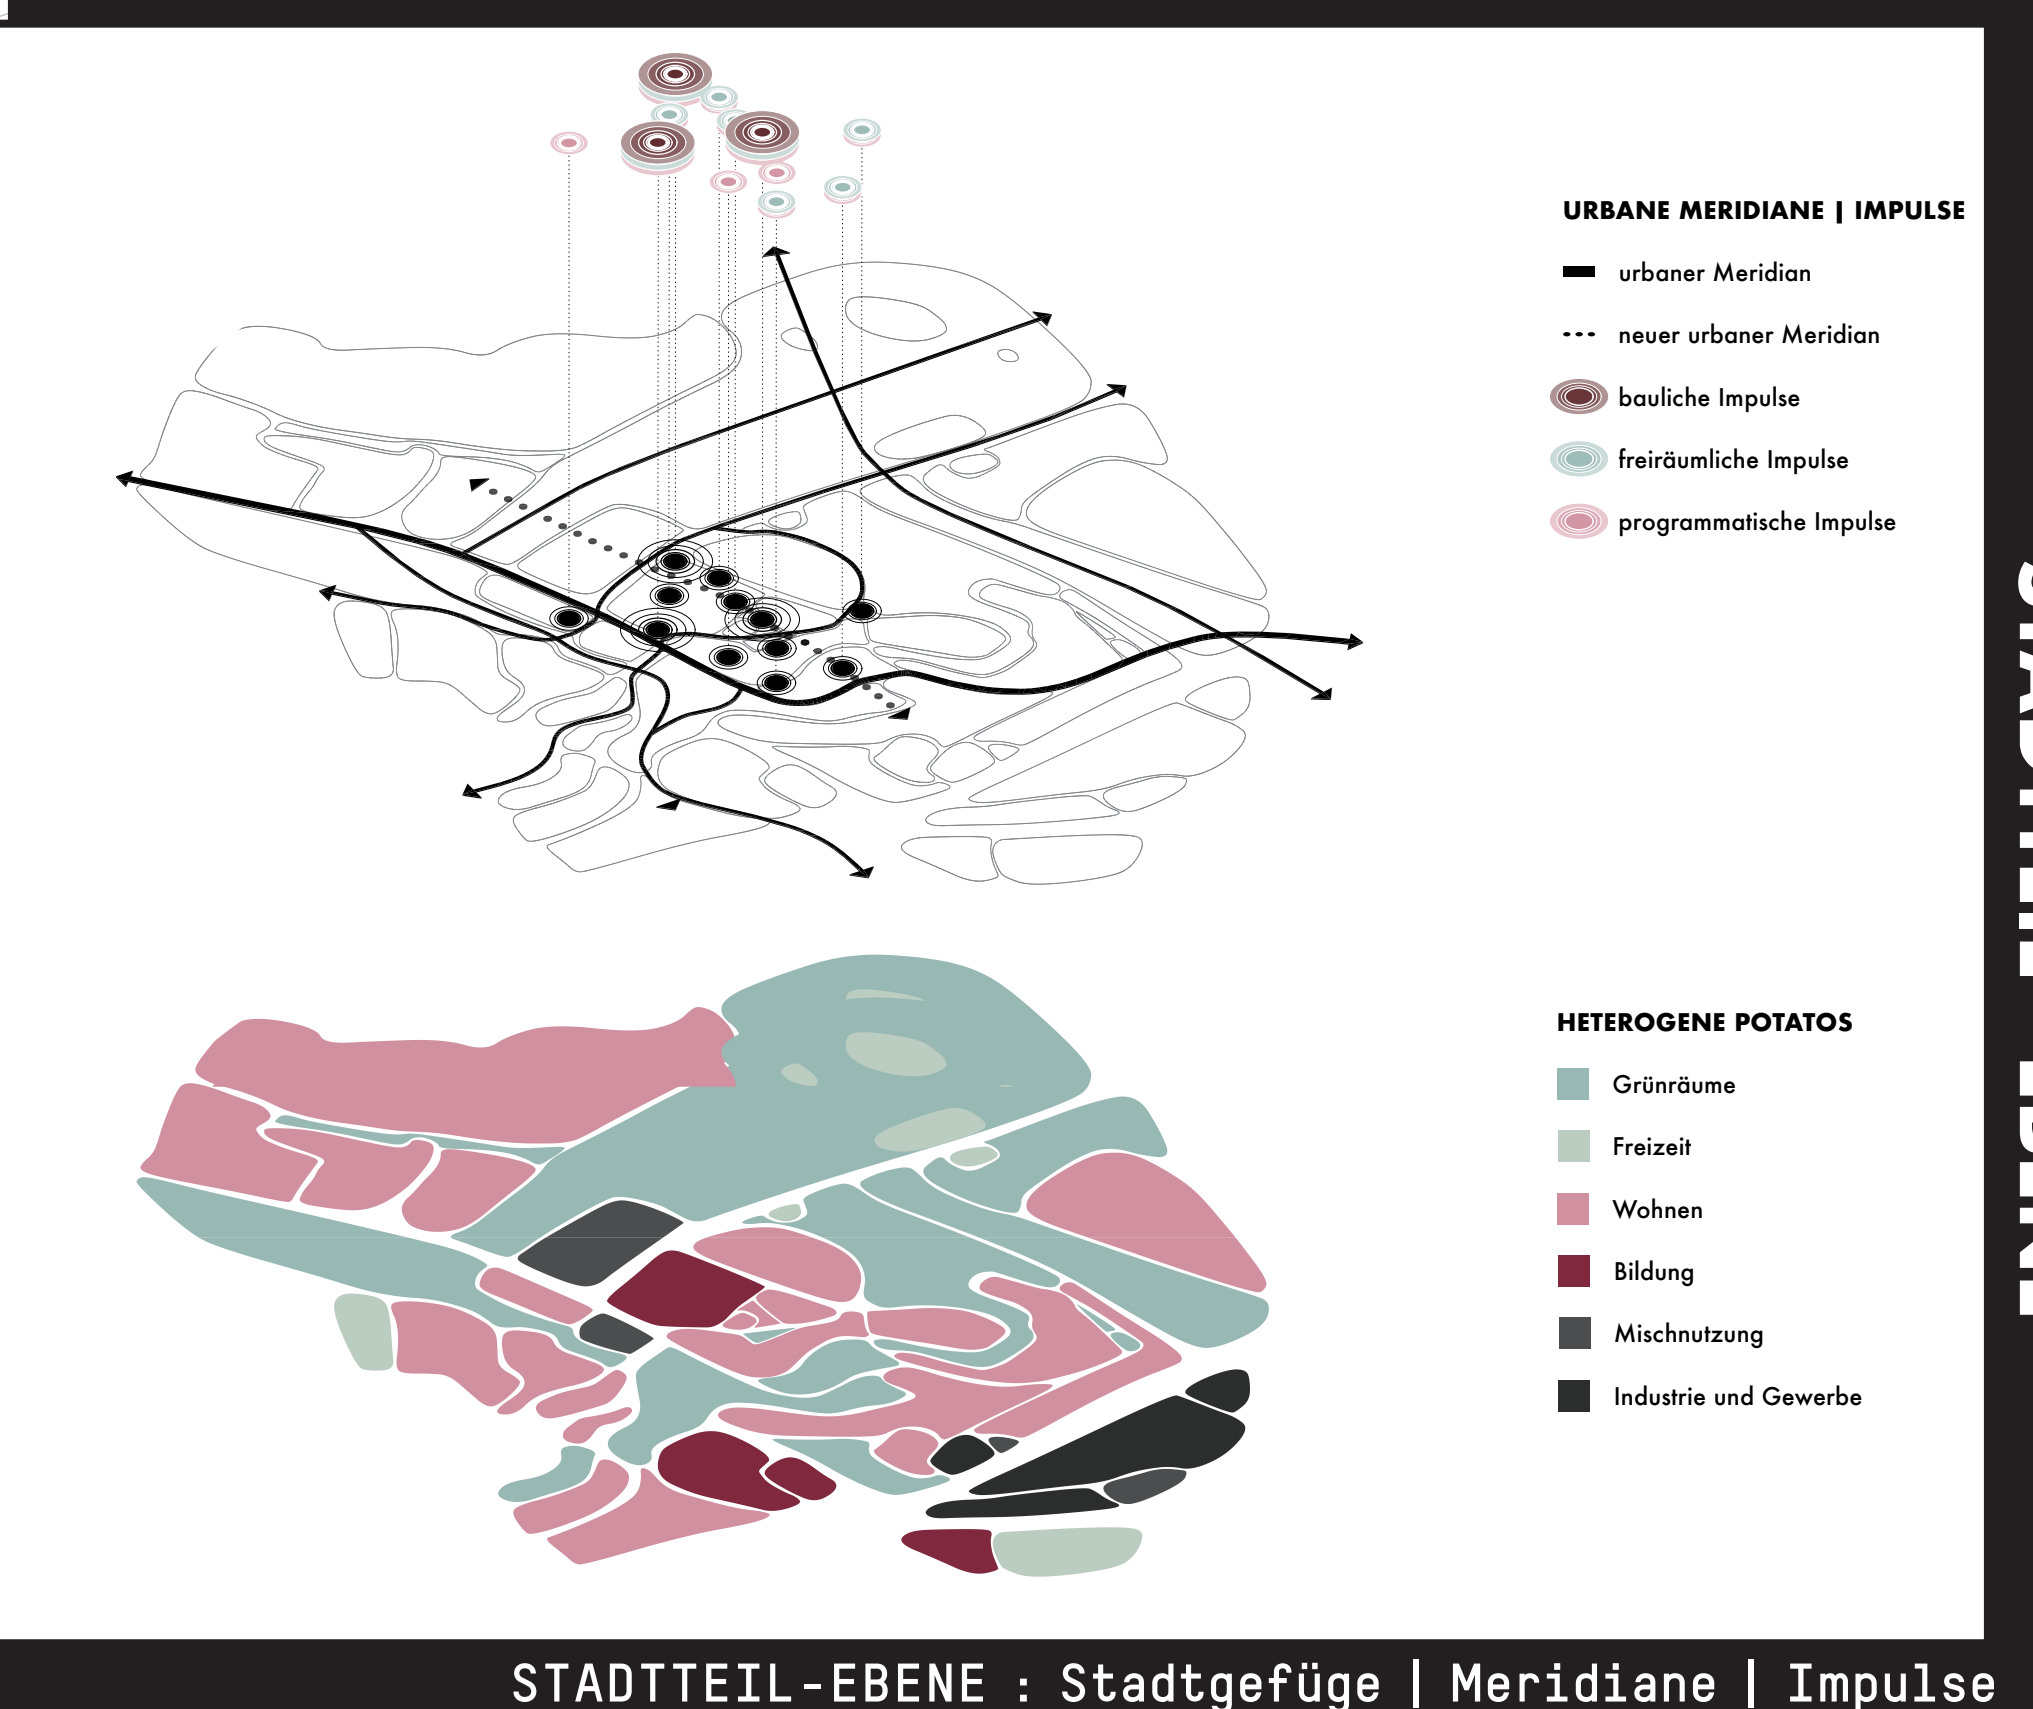 URBANE MERIDIANE | IMPULSE
urbaner Meridian
neuer urbaner Meridian
bauliche Impulse
freiräumliche Impulse
programmatische Impulse
HETEROGENE POTATOS
Grünräume
Freizeit
Wohnen
Bildung
Mischnutzung
Industrie und Gewerbe
STADTTEIL-EBENE : Stadtgefüge | Meridiane | Impulse